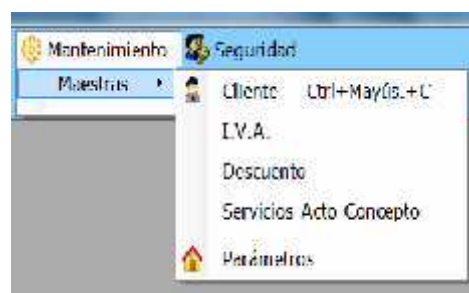 Mantenimiento
Maestras
Seguridad
Cliente Ctrl+Mayús.+C
I.V.A.
Descuento
Servicios Acto Concepto
Parámetros